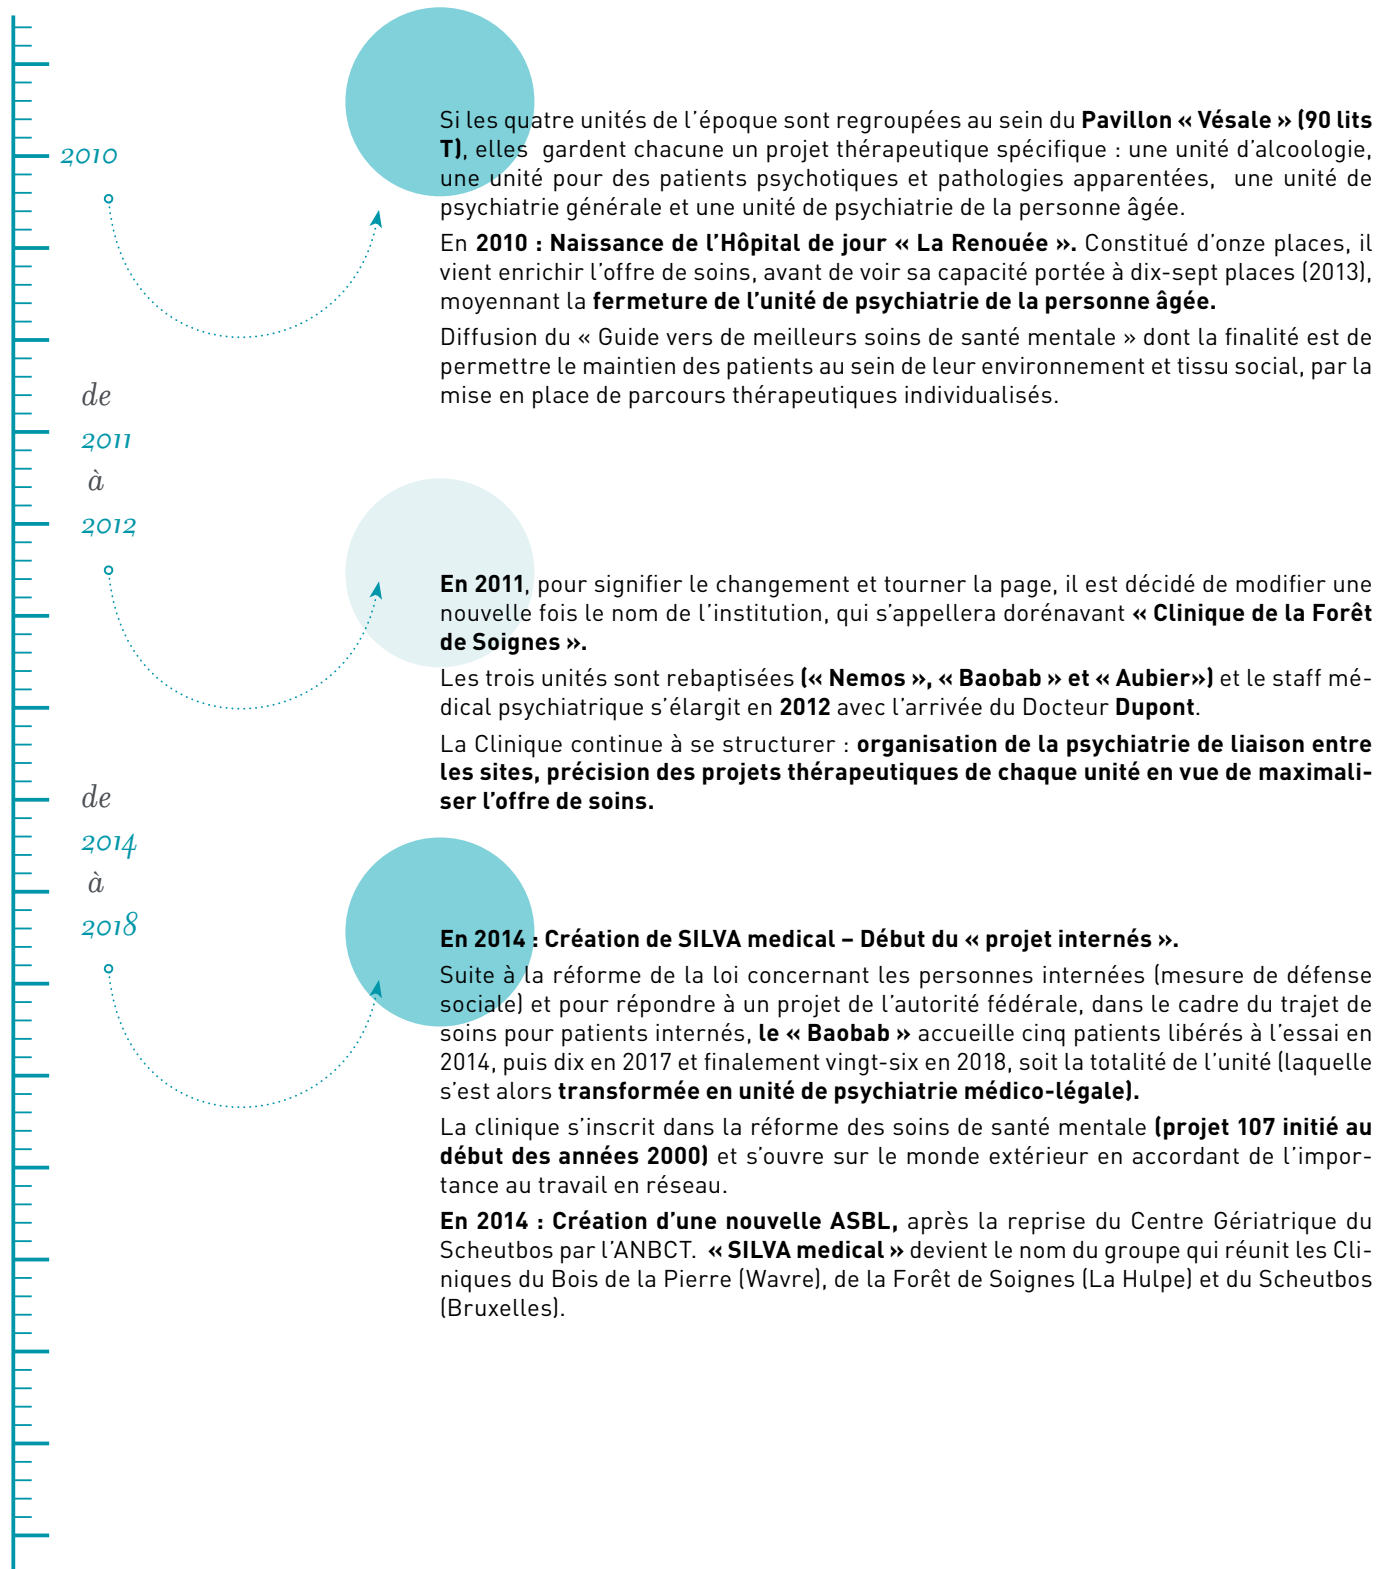 2010
Si les quatre unités de l'époque sont regroupées au sein du Pavillon « Vésale » (90 lits
T), elles gardent chacune un projet thérapeutique spécifique : une unité d'alcoologie,
une unité pour des patients psychotiques et pathologies apparentées, une unité de
psychiatrie générale et une unité de psychiatrie de la personne âgée.
En 2010 : Naissance de l'Hôpital de jour « La Renouée ». Constitué d'onze places, il
vient enrichir l'offre de soins, avant de voir sa capacité portée à dix-sept places (2013),
moyennant la fermeture de l'unité de psychiatrie de la personne âgée.
Diffusion du « Guide vers de meilleurs soins de santé mentale » dont la finalité est de
permettre le maintien des patients au sein de leur environnement et tissu social, par la
mise en place de parcours thérapeutiques individualisés.
de
2011
à
2012
En 2011, pour signifier le changement et tourner la page, il est décidé de modifier une
nouvelle fois le nom de l'institution, qui s'appellera dorénavant « Clinique de la Forêt
de Soignes ».
Les trois unités sont rebaptisées (« Nemos », « Baobab » et « Aubier») et le staff mé-
dical psychiatrique s'élargit en 2012 avec l'arrivée du Docteur Dupont.
La Clinique continue à se structurer : organisation de la psychiatrie de liaison entre
les sites, précision des projets thérapeutiques de chaque unité en vue de maximali-
ser l'offre de soins.
de
2014
à
2018
En 2014 : Création de SILVA medical – Début du « projet internés ».
Suite à la réforme de la loi concernant les personnes internées (mesure de défense
sociale) et pour répondre à un projet de l'autorité fédérale, dans le cadre du trajet de
soins pour patients internés, le « Baobab » accueille cinq patients libérés à l'essai en
2014, puis dix en 2017 et finalement vingt-six en 2018, soit la totalité de l'unité (laquelle
s'est alors transformée en unité de psychiatrie médico-légale).
La clinique s'inscrit dans la réforme des soins de santé mentale (projet 107 initié au
début des années 2000) et s'ouvre sur le monde extérieur en accordant de l'impor-
tance au travail en réseau.
En 2014 : Création d'une nouvelle ASBL, après la reprise du Centre Gériatrique du
Scheutbos par l'ANBCT. « SILVA medical » devient le nom du groupe qui réunit les Cli-
niques du Bois de la Pierre (Wavre), de la Forêt de Soignes (La Hulpe) et du Scheutbos
(Bruxelles).